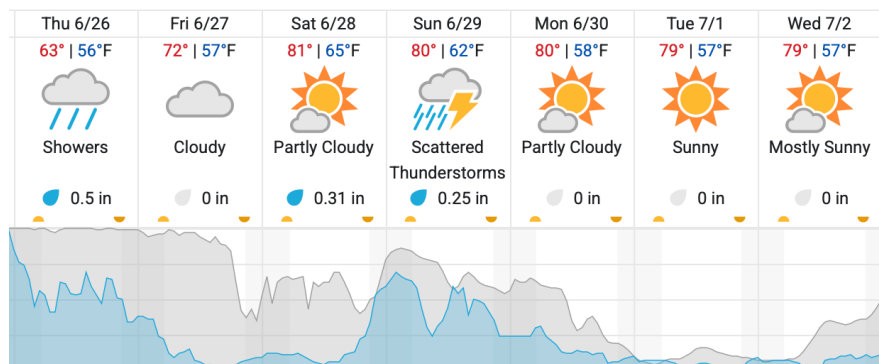 Thu 6/26 Fri 6/27 Sat 6/28 Sun 6/29 Mon 6/30 Tue 7/1 Wed 7/2
63° | 56°F 72° | 57°F 81° | 65°F 80° | 62°F 80° | 58°F 79° | 57°F 79° | 57°F
Showers Cloudy Partly Cloudy Scattered Partly Cloudy Sunny Mostly Sunny
Thunderstorms
0.5 in 0 in 0.31 in 0.25 in 0 in 0 in 0 in